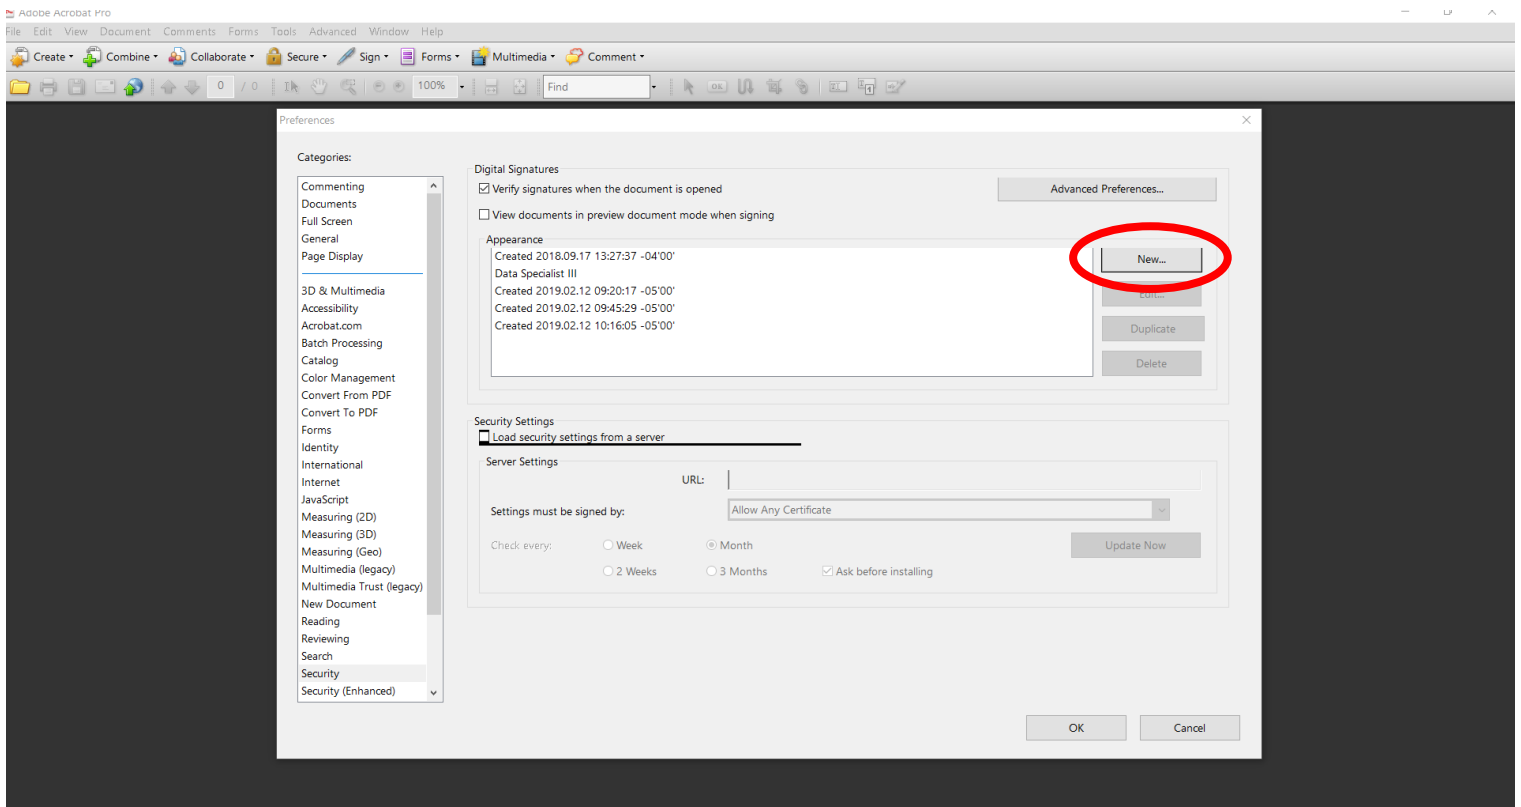 Adobe Acrobat Pro
File Edit View Document Comments Forms Tools Advanced Window Help
Create Combine Collaborate Secure Sign Forms Multimedia Comment
0 / 0 100% Find
Preferences
Categories:
Commenting
Documents
Full Screen
General
Page Display
3D & Multimedia
Accessibility
Acrobat.com
Batch Processing
Catalog
Color Management
Convert From PDF
Convert To PDF
Forms
Identity
International
Internet
JavaScript
Measuring (2D)
Measuring (3D)
Measuring (Geo)
Multimedia (legacy)
Multimedia Trust (legacy)
New Document
Reading
Reviewing
Search
Security
Security (Enhanced)
Digital Signatures
Verify signatures when the document is opened
Advanced Preferences...
View documents in preview document mode when signing
Appearance
Created 2018.09.17 13:27:37 -04'00'
Data Specialist III
Created 2019.02.12 09:20:17 -05'00'
Created 2019.02.12 09:45:29 -05'00'
Created 2019.02.12 10:16:05 -05'00'
New...
Edit...
Duplicate
Delete
Security Settings
Load security settings from a server
Server Settings
URL:
Settings must be signed by: Allow Any Certificate
Check every: Week Month Update Now
2 Weeks 3 Months Ask before installing
OK Cancel